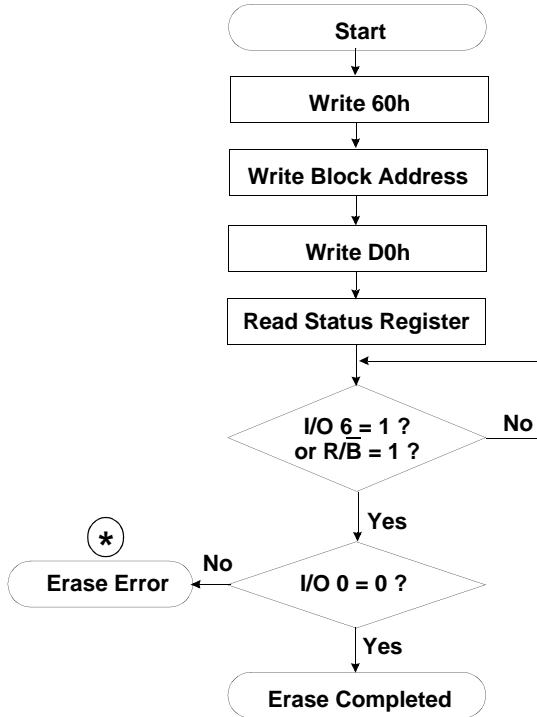 Start
Write 60h
Write Block Address
Write D0h
Read Status Register
I/O 6 = 1 ?
or R/B̅ = 1 ?
No
Yes
*
No
Erase Error
I/O 0 = 0 ?
Yes
Erase Completed